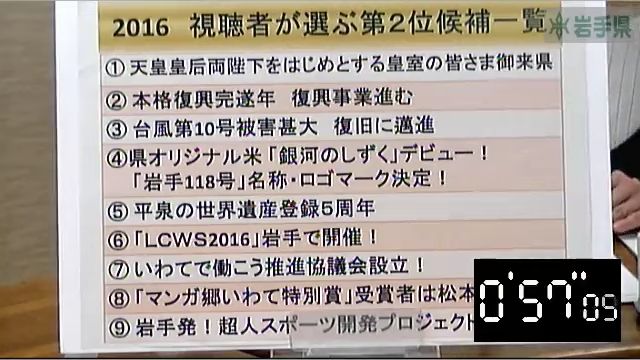 2016 視聴者が選ぶ第2位候補一覧
岩手県
① 天皇皇后両陛下をはじめとする皇室の皆さま御来県
② 本格復興完遂年 復興事業進む
③ 台風第10号被害甚大 復旧に邁進
④県オリジナル米「銀河のしずく」デビュー！
「岩手118号」名称・ロゴマーク決定！
⑤ 平泉の世界遺産登録5周年
⑥ 「LCWS2016」岩手で開催！
⑦ いわてで働こう推進協議会設立！
⑧ 「マンガ郷いわて特別賞」受賞者は松本
⑨ 岩手発！超人スポーツ開発プロジェクト
0'57"05